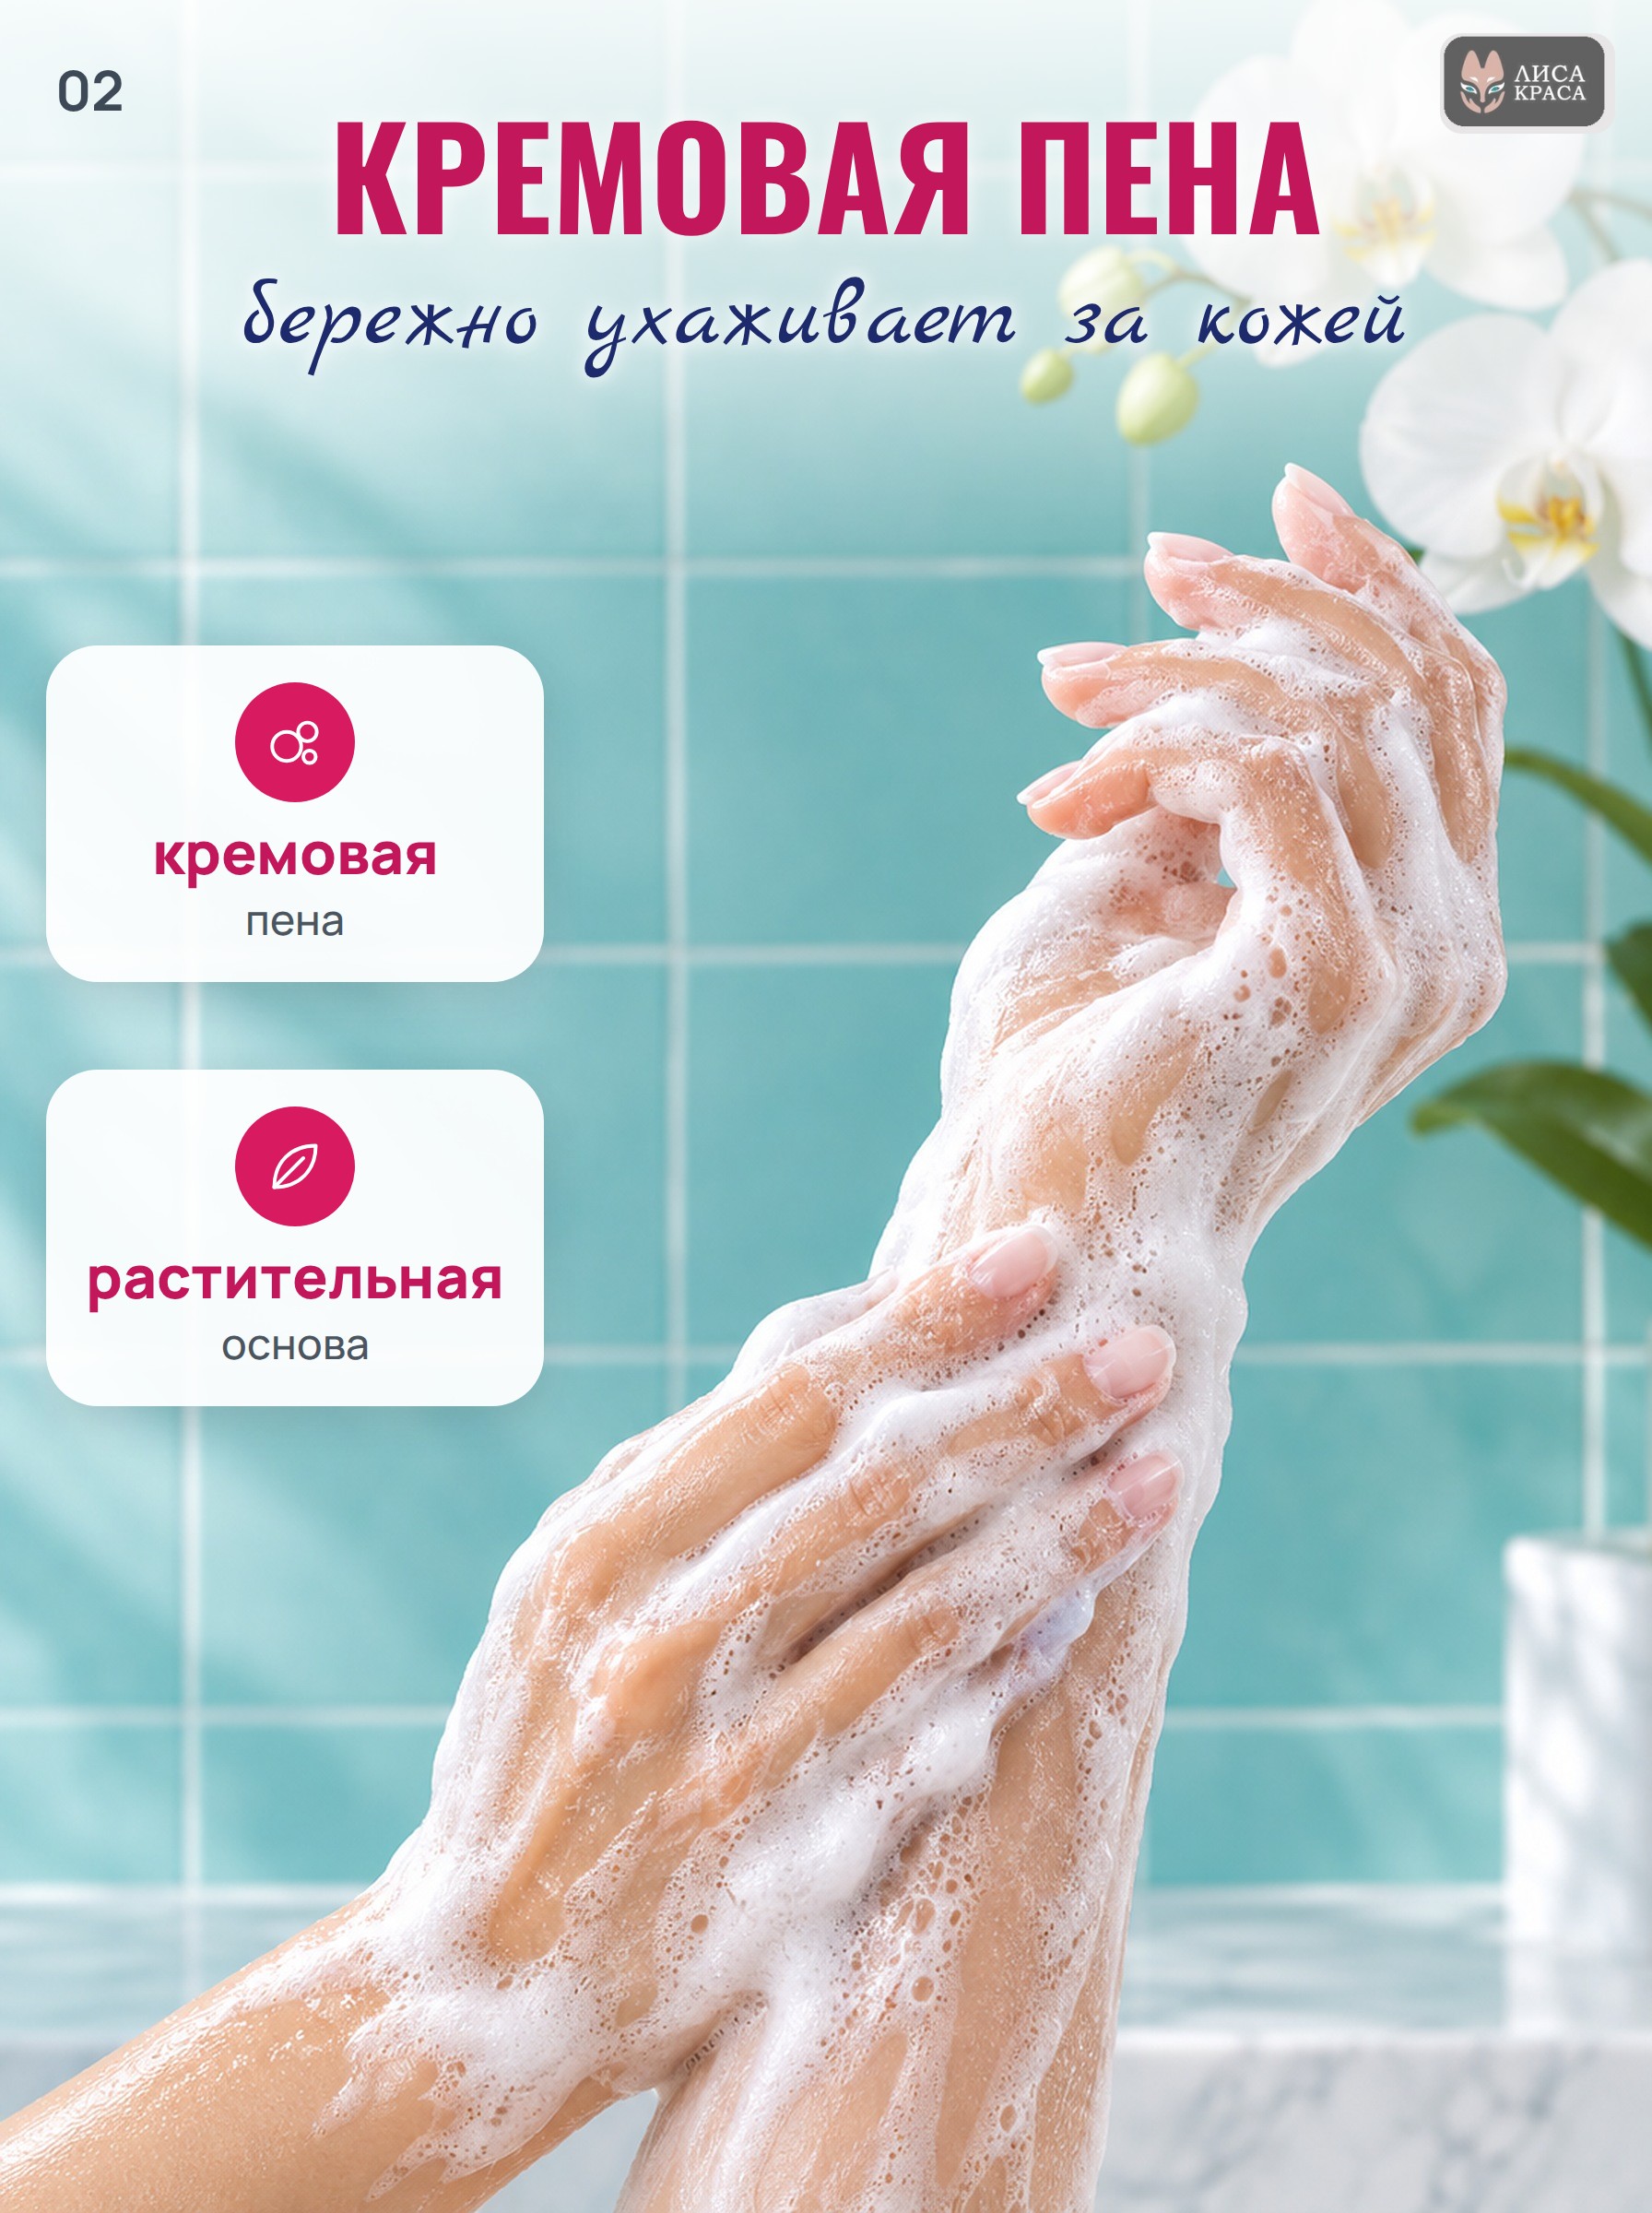 02
ЛИСА
КРАСА
КРЕМОВАЯ ПЕНА
бережно ухаживает за кожей
кремовая
пена
растительная
основа